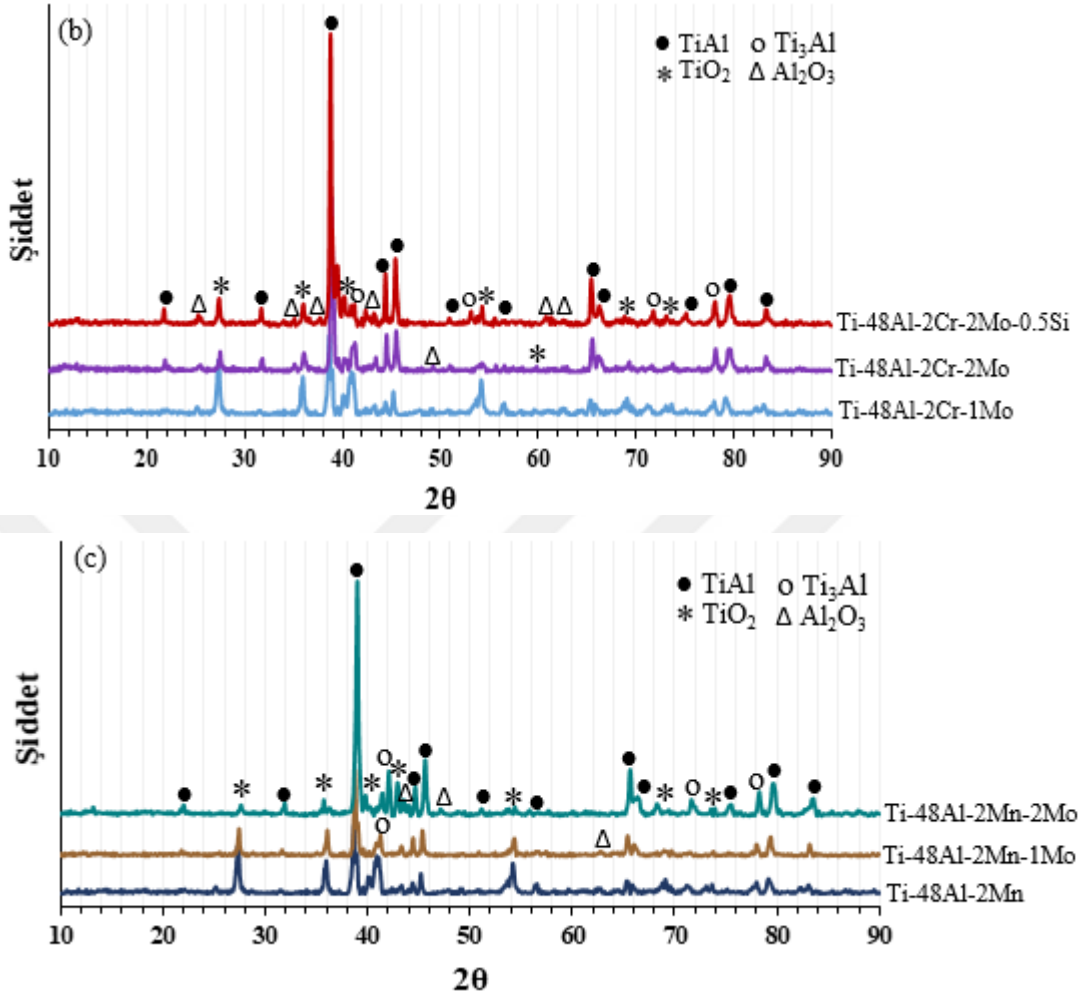 (b)
● TiAl o Ti₃Al
* TiO₂ Δ Al₂O₃
Şiddet
Ti-48Al-2Cr-2Mo-0.5Si
Ti-48Al-2Cr-2Mo
Ti-48Al-2Cr-1Mo
10 20 30 40 50 60 70 80 90
2θ
(c)
● TiAl o Ti₃Al
* TiO₂ Δ Al₂O₃
Şiddet
Ti-48Al-2Mn-2Mo
Ti-48Al-2Mn-1Mo
Ti-48Al-2Mn
10 20 30 40 50 60 70 80 90
2θ